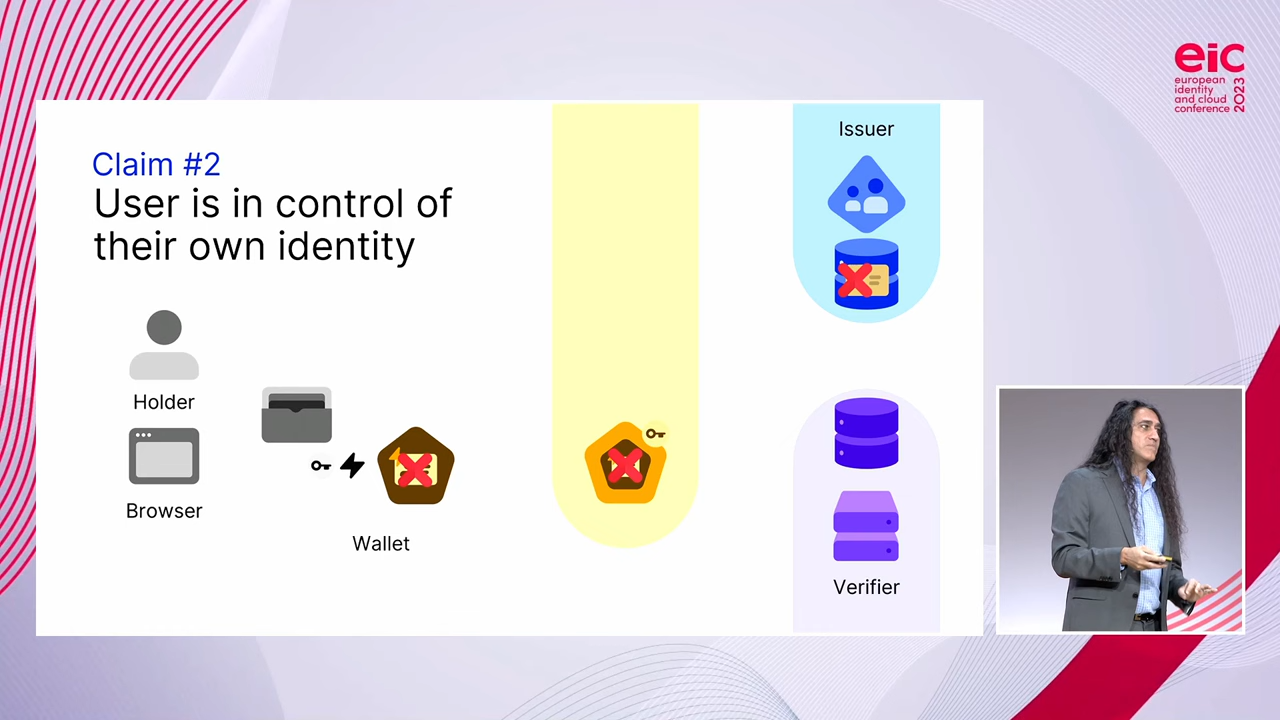 Claim #2
User is in control of
their own identity
Holder
Browser
Wallet
Issuer
Verifier
eic
european
identity
and cloud
conference
2023